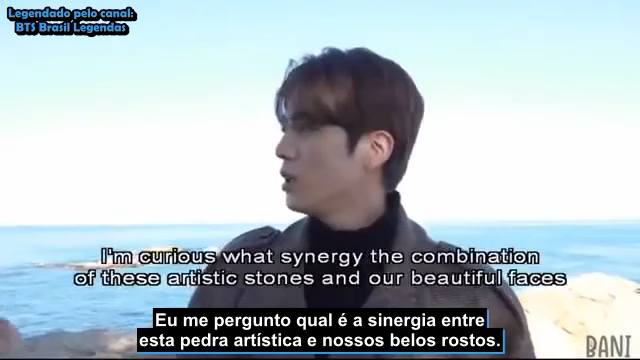 Legendado pelo canal:
BTS Brasil Legendas
I'm curious what synergy the combination
of these artistic stones and our beautiful faces
Eu me pergunto qual é a sinergia entre
esta pedra artística e nossos belos rostos.
BANI